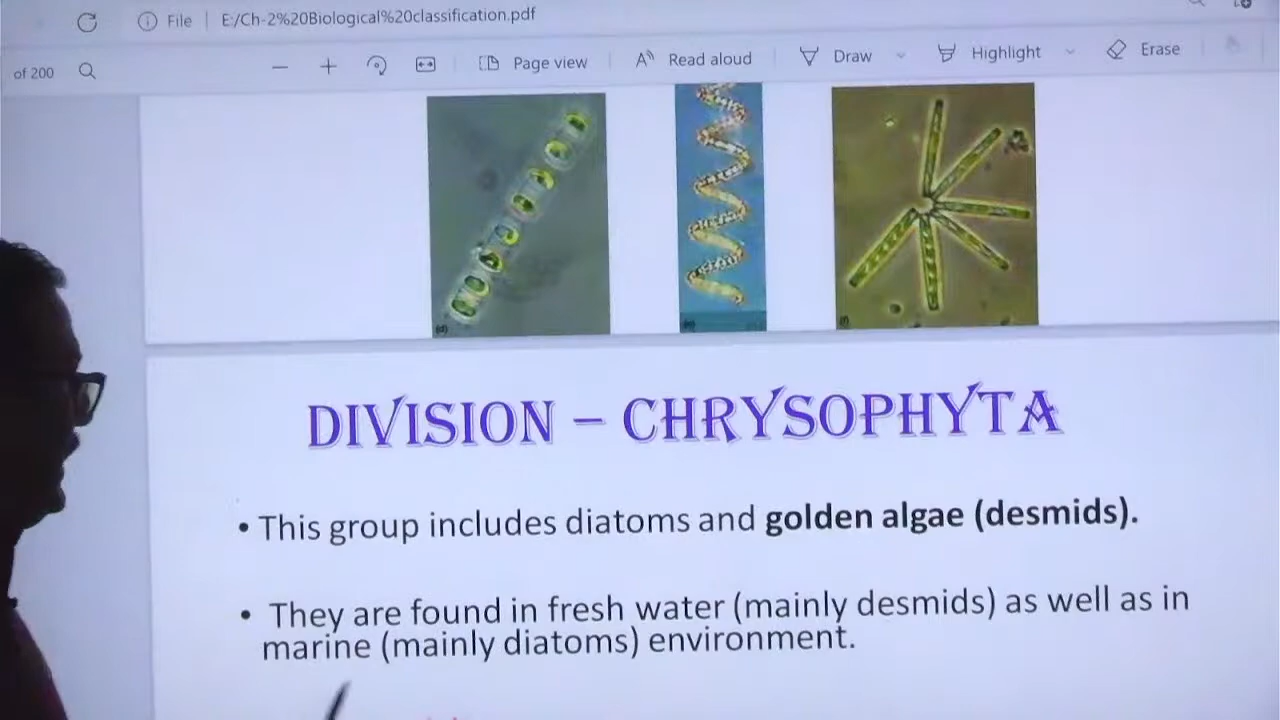 File | E:/Ch-2%20Biological%20classification.pdf
of 200
Page view
Read aloud
Draw
Highlight
Erase
(d)
DIVISION – CHRYSOPHYTA
• This group includes diatoms and golden algae (desmids).
• They are found in fresh water (mainly desmids) as well as in
marine (mainly diatoms) environment.